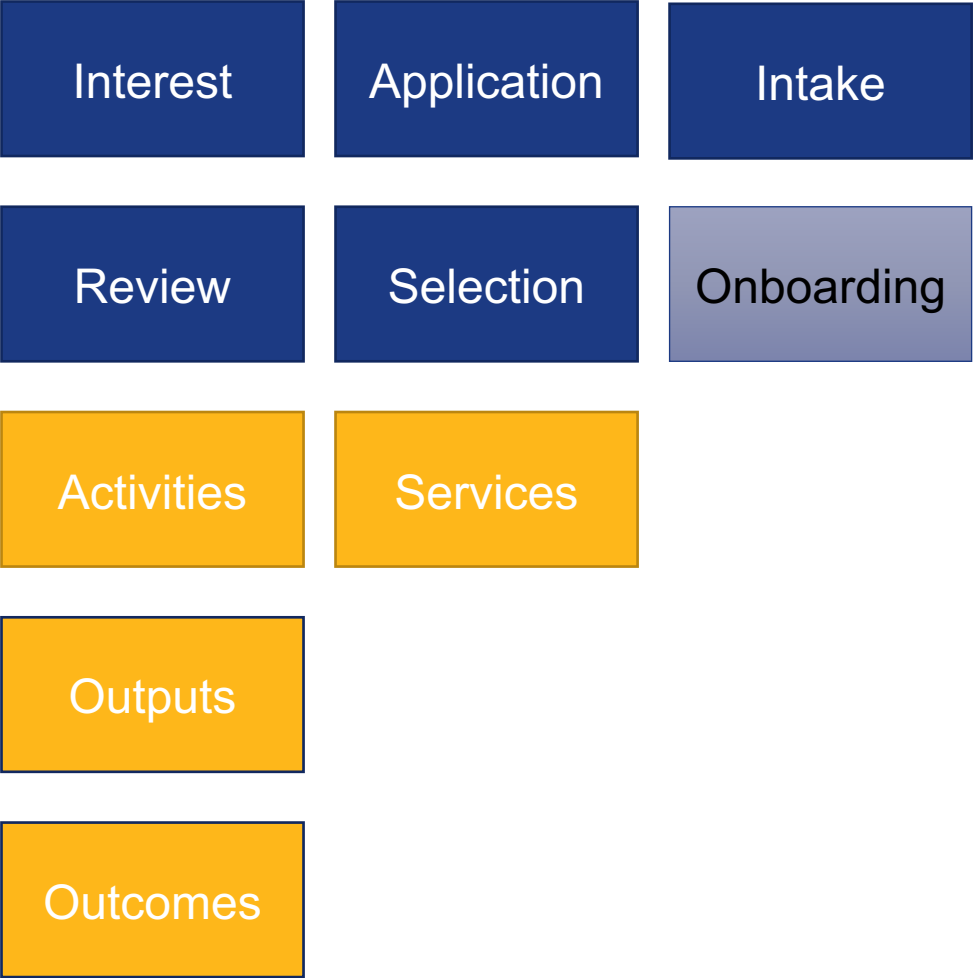 Interest
Application
Intake
Review
Selection
Onboarding
Activities
Services
Outputs
Outcomes